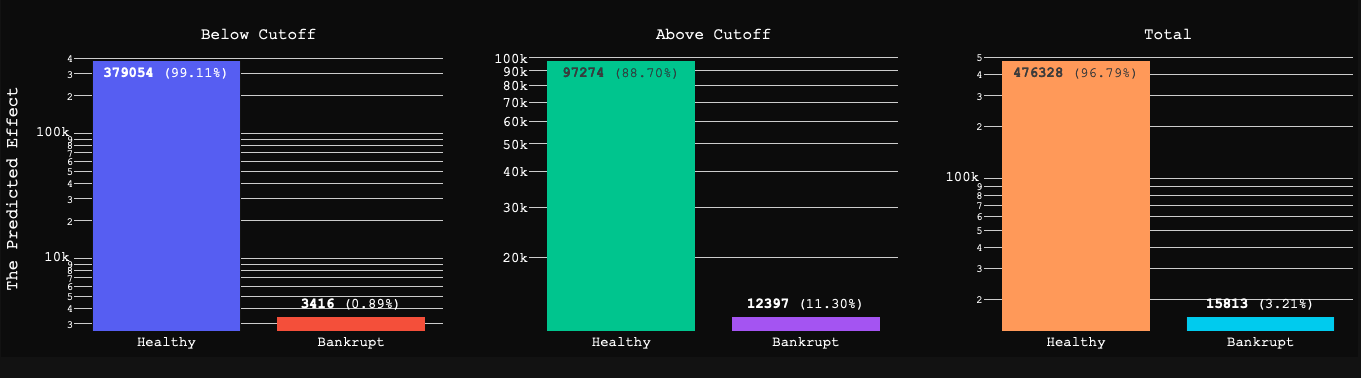 Below Cutoff
Above Cutoff
Total
The Predicted Effect
4
3
2
100k
9
8
7
6
5
4
3
2
10k
9
8
7
6
5
4
3
379054 (99.11%)
3416 (0.89%)
Healthy
Bankrupt
100k
90k
80k
70k
60k
50k
40k
30k
20k
97274 (88.70%)
12397 (11.30%)
Healthy
Bankrupt
5
4
3
2
100k
9
8
7
6
5
4
3
2
476328 (96.79%)
15813 (3.21%)
Healthy
Bankrupt